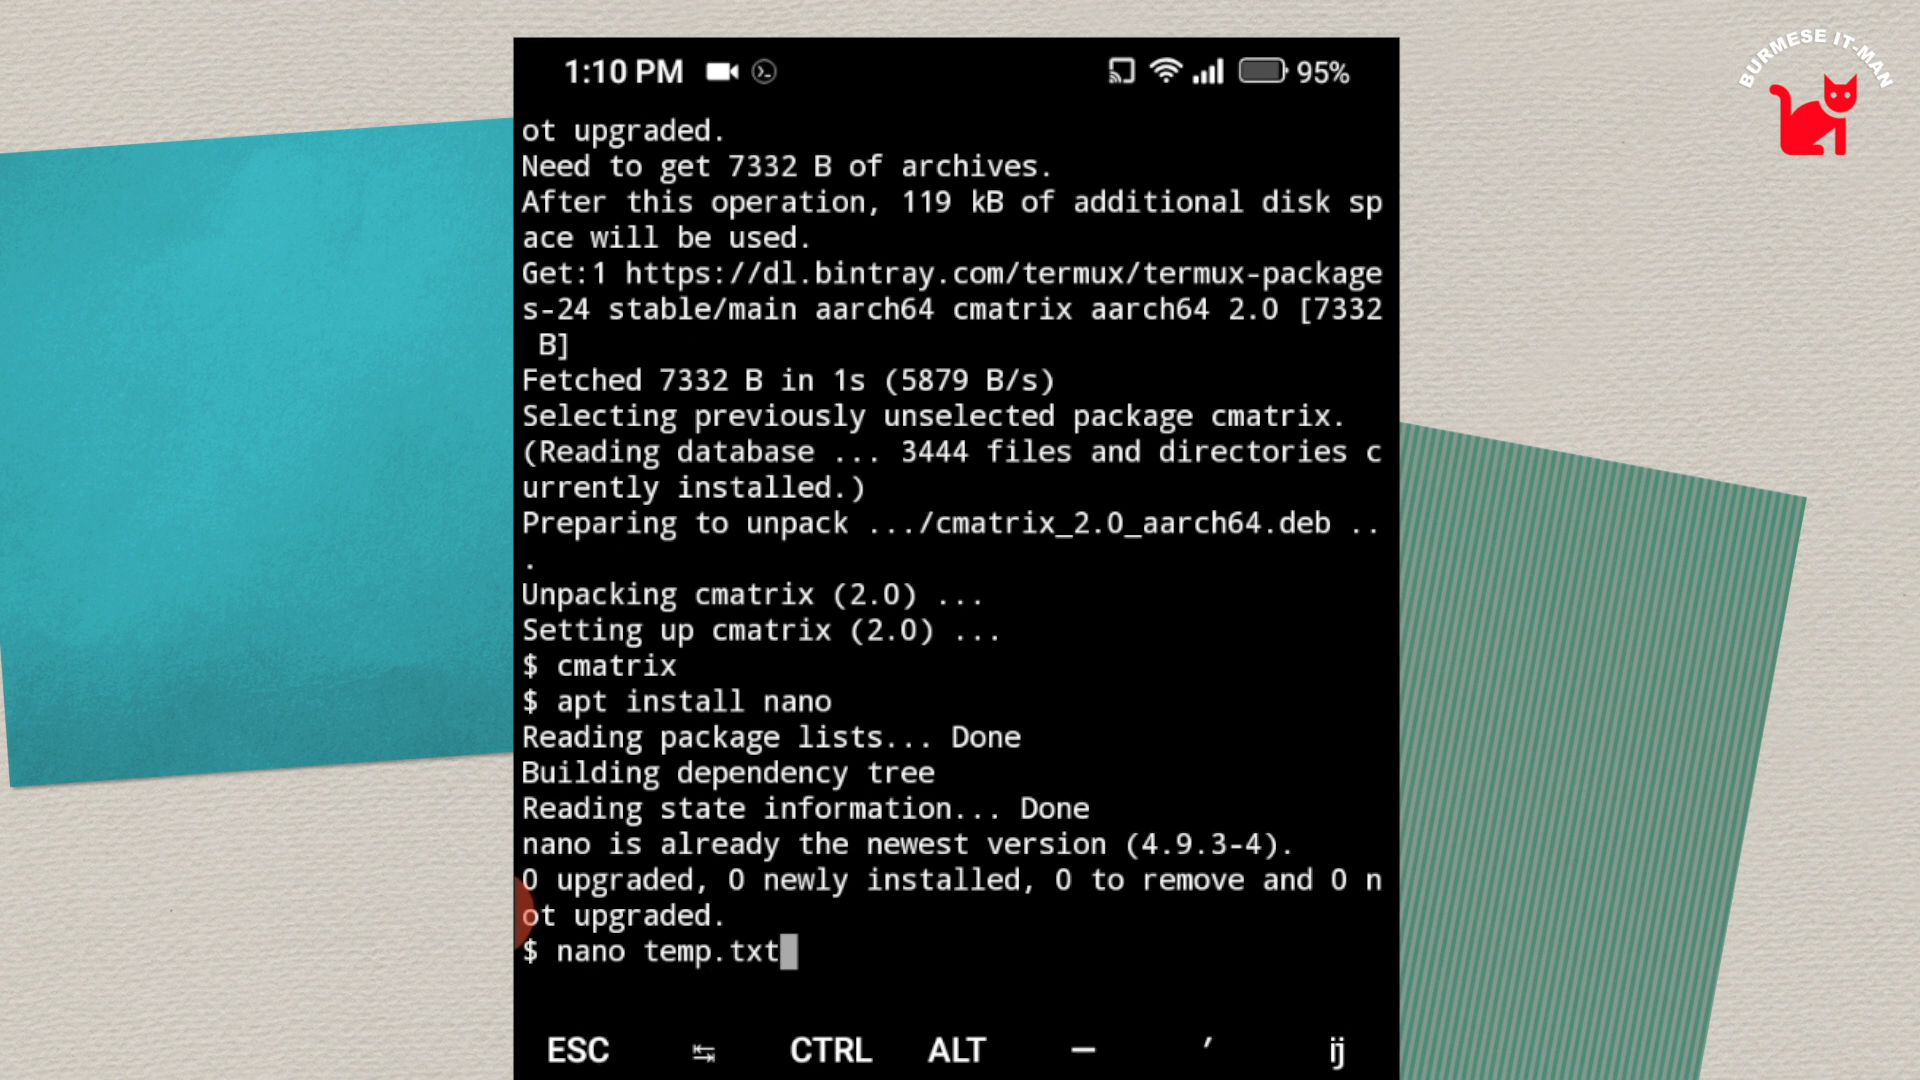 BURMESE IT-MAN
1:10 PM 95%
ot upgraded.
Need to get 7332 B of archives.
After this operation, 119 kB of additional disk sp
ace will be used.
Get:1 https://dl.bintray.com/termux/termux-package
s-24 stable/main aarch64 cmatrix aarch64 2.0 [7332
 B]
Fetched 7332 B in 1s (5879 B/s)
Selecting previously unselected package cmatrix.
(Reading database ... 3444 files and directories c
urrently installed.)
Preparing to unpack .../cmatrix_2.0_aarch64.deb ..
.
Unpacking cmatrix (2.0) ...
Setting up cmatrix (2.0) ...
$ cmatrix
$ apt install nano
Reading package lists... Done
Building dependency tree
Reading state information... Done
nano is already the newest version (4.9.3-4).
0 upgraded, 0 newly installed, 0 to remove and 0 n
ot upgraded.
$ nano temp.txt
ESC ↹ CTRL ALT — ′ ij